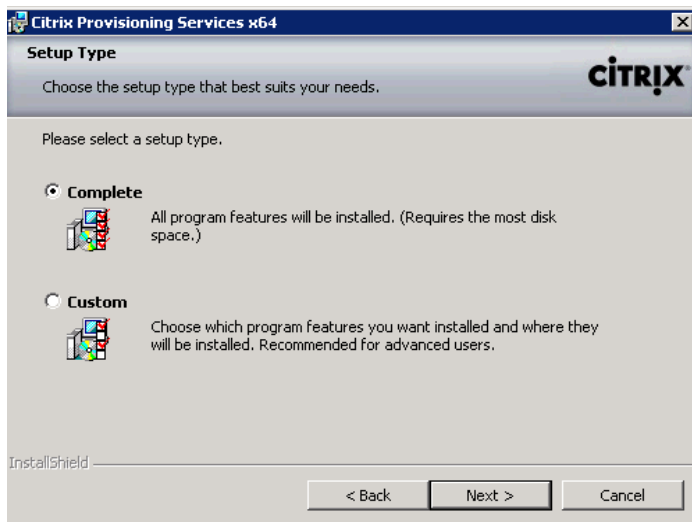 Citrix Provisioning Services x64
Setup Type
Choose the setup type that best suits your needs.
CİTRIX
Please select a setup type.
Complete
All program features will be installed. (Requires the most disk
space.)
Custom
Choose which program features you want installed and where they
will be installed. Recommended for advanced users.
InstallShield
< Back
Next >
Cancel